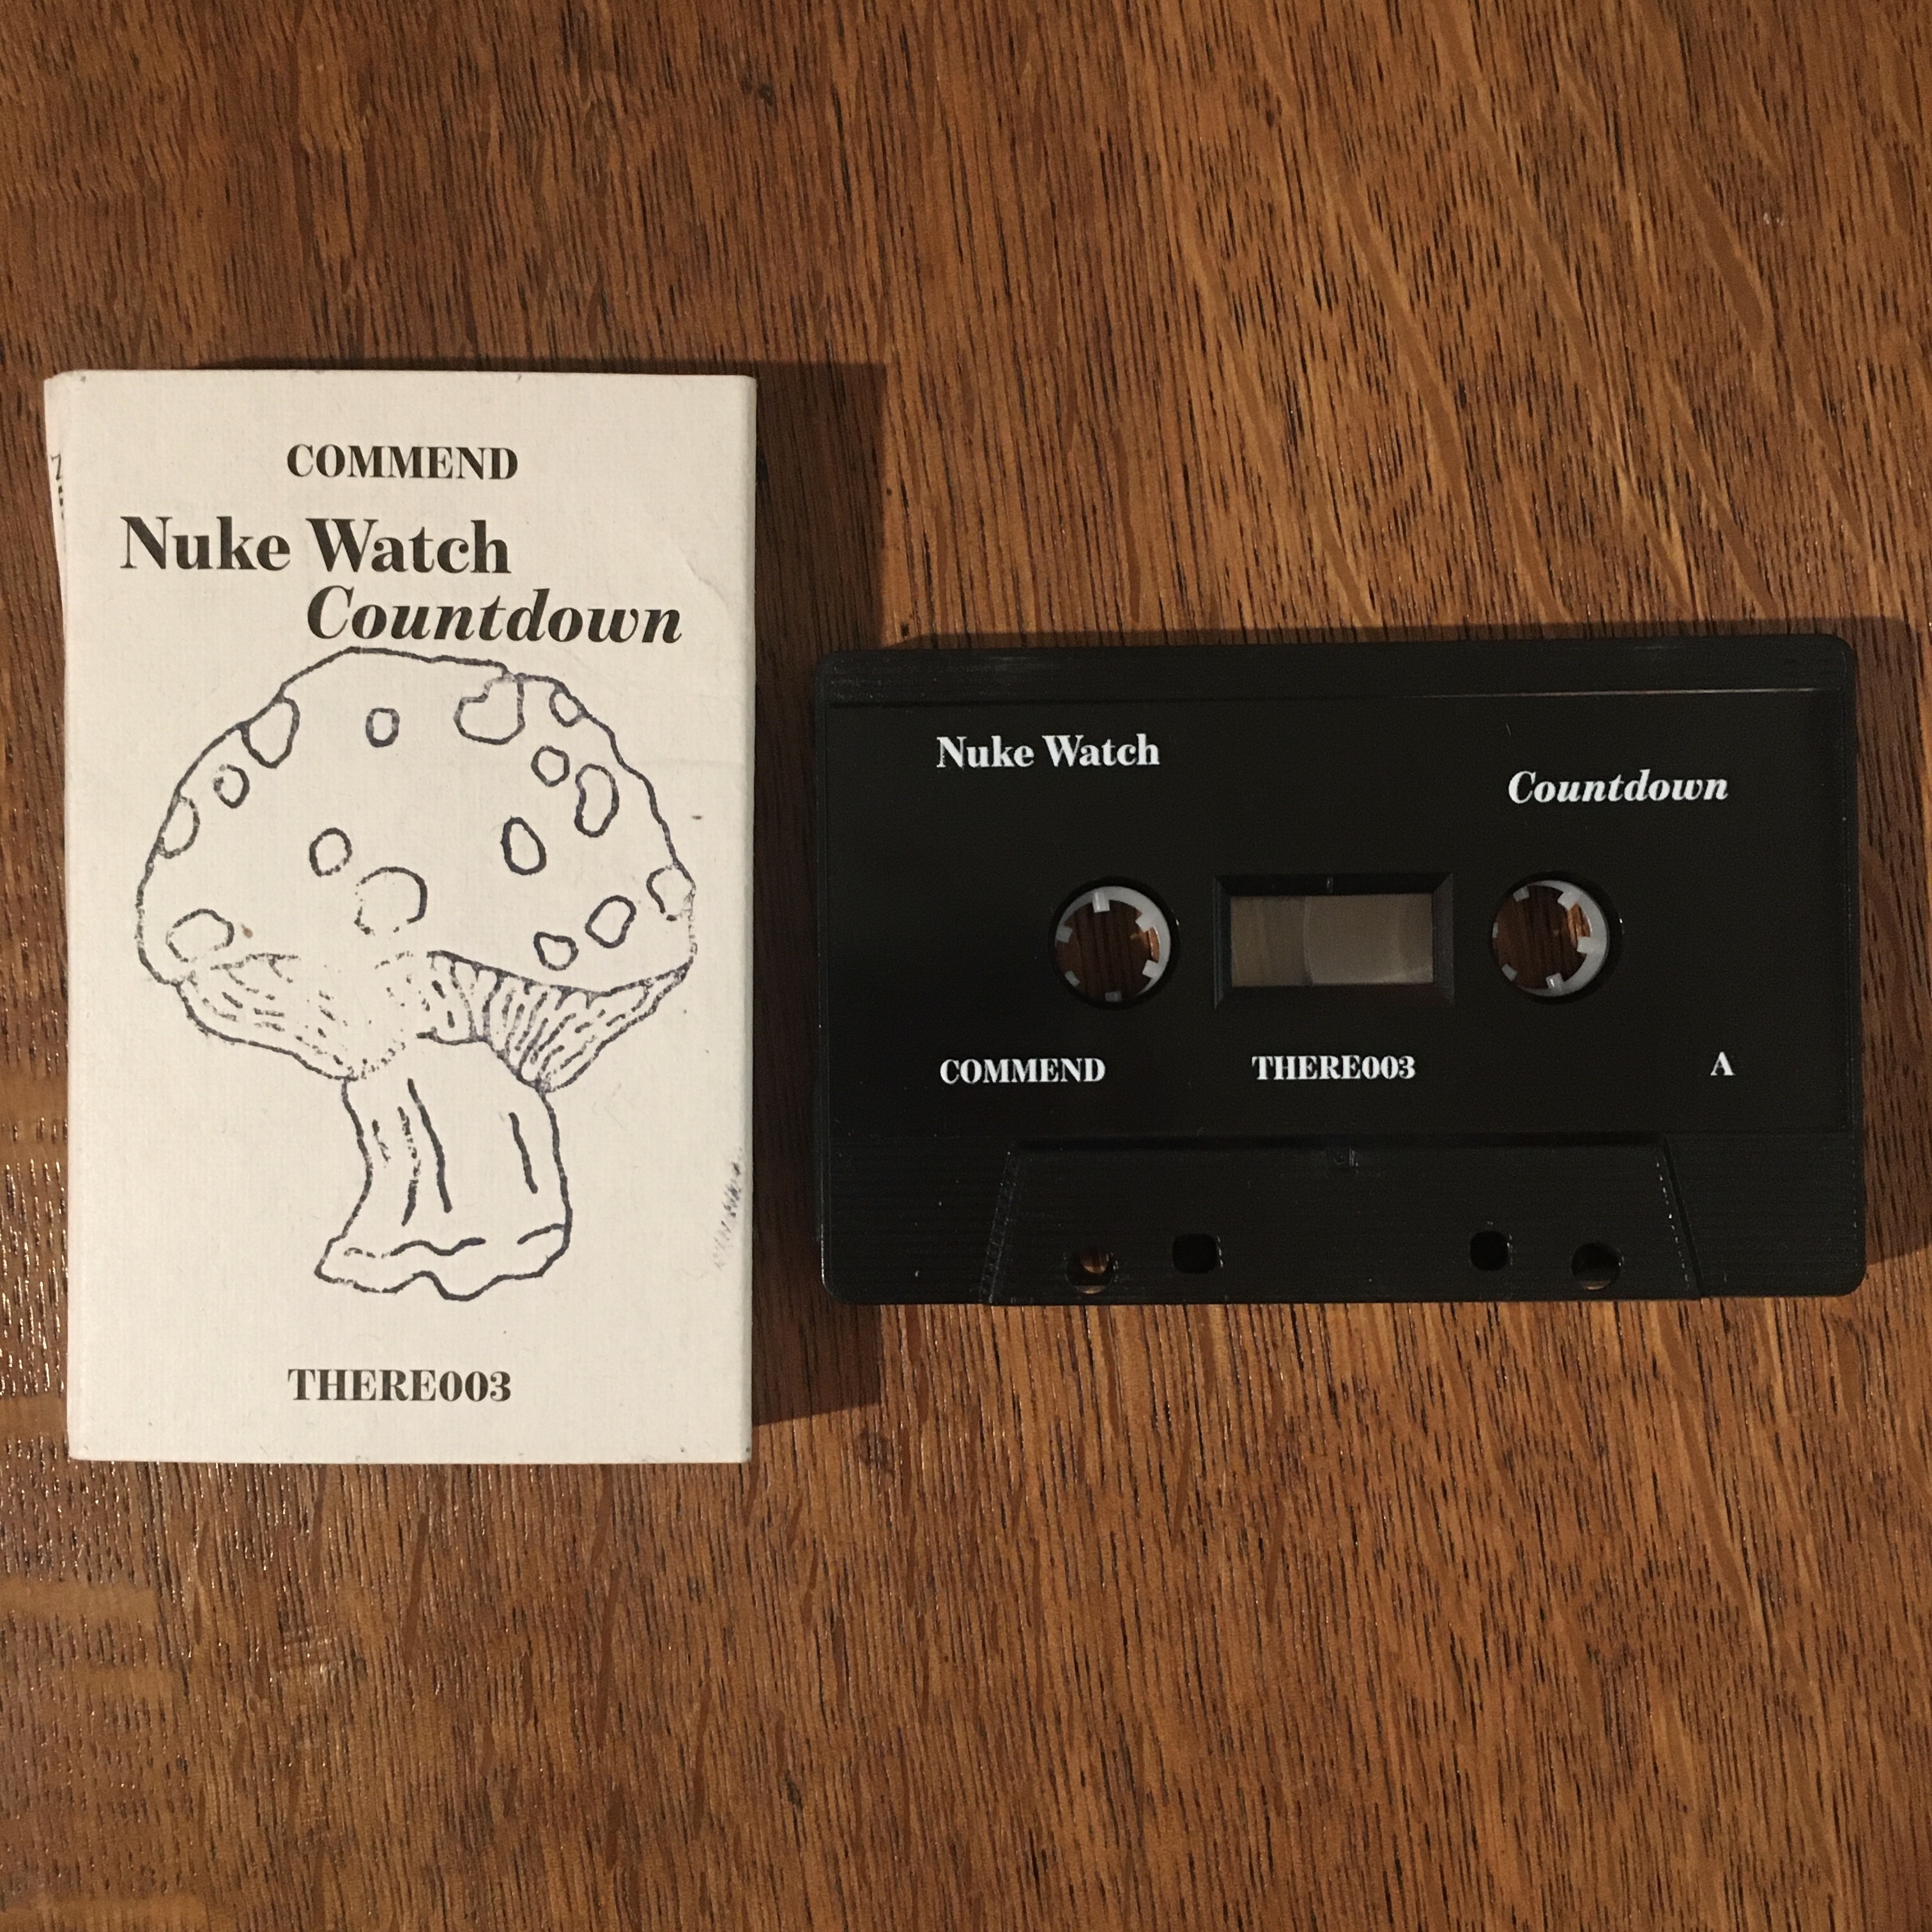 COMMEND
Nuke Watch
Countdown
THERE003
Nuke Watch
Countdown
COMMEND THERE003 A